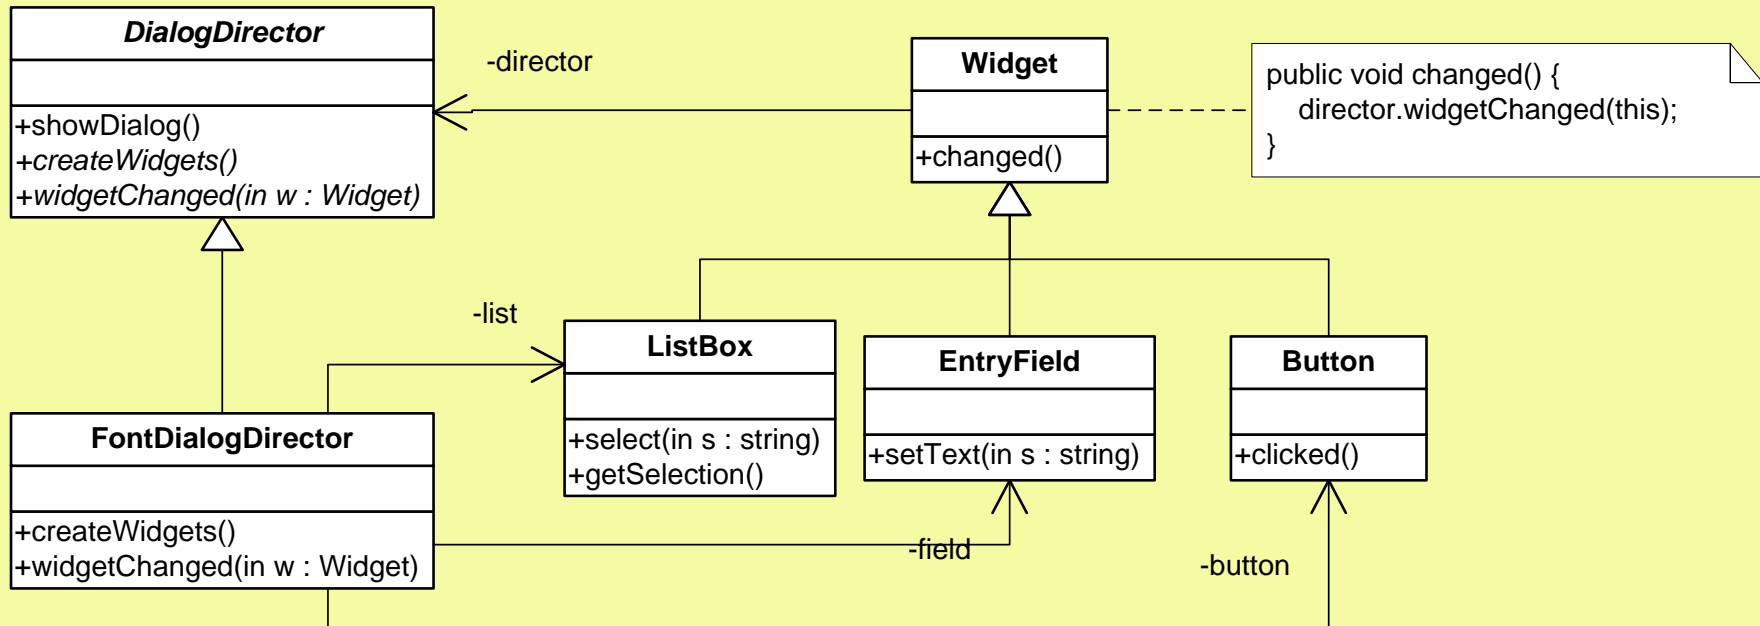 DialogDirector
+showDialog()
+createWidgets()
+widgetChanged(in w : Widget)
-director
Widget
+changed()
public void changed() {
director.widgetChanged(this);
}
-list
ListBox
+select(in s : string)
+getSelection()
EntryField
+setText(in s : string)
Button
+clicked()
FontDialogDirector
+createWidgets()
+widgetChanged(in w : Widget)
-field
-button